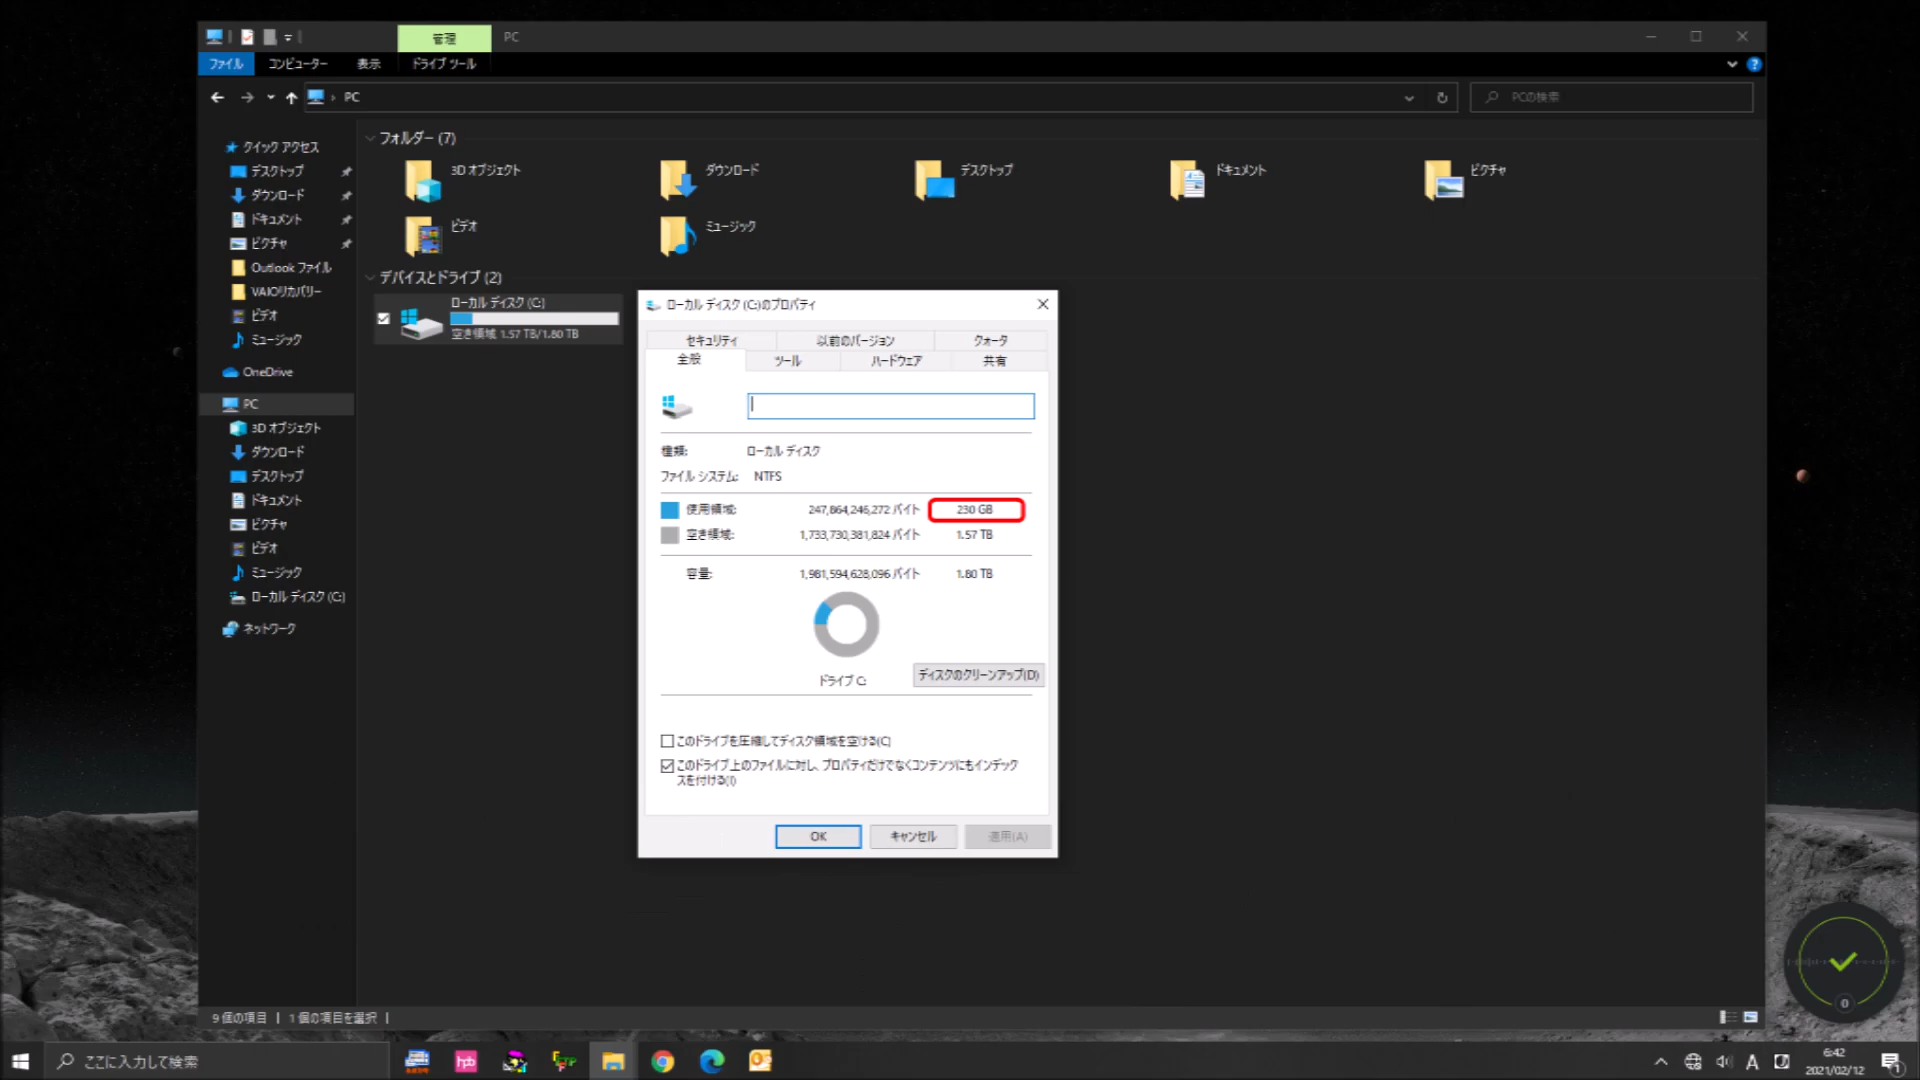 管理
PC
ファイル
コンピューター
表示
ドライブ ツール
PC
PCの検索
クイック アクセス
デスクトップ
ダウンロード
ドキュメント
ピクチャ
Outlook ファイル
VAIOリカバリー
ビデオ
ミュージック
OneDrive
PC
3D オブジェクト
ダウンロード
デスクトップ
ドキュメント
ピクチャ
ビデオ
ミュージック
ローカル ディスク (C:)
ネットワーク
フォルダー (7)
3D オブジェクト
ダウンロード
デスクトップ
ドキュメント
ピクチャ
ビデオ
ミュージック
デバイスとドライブ (2)
ローカル ディスク (C:)
空き領域 1.57 TB/1.80 TB
ローカル ディスク (C:)のプロパティ
セキュリティ
以前のバージョン
クォータ
全般
ツール
ハードウェア
共有
種類: ローカル ディスク
ファイル システム: NTFS
使用領域: 247,864,246,272 バイト 230 GB
空き領域: 1,733,730,381,824 バイト 1.57 TB
容量: 1,981,594,628,096 バイト 1.80 TB
ドライブ C:
ディスクのクリーンアップ(D)
このドライブを圧縮してディスク領域を空ける(C)
このドライブ上のファイルに対し、プロパティだけでなくコンテンツにもインデック
スを付ける(I)
OK
キャンセル
適用(A)
0
9 個の項目
1 個の項目を選択
ここに入力して検索
hpb
A
6:42
2021/02/12
1